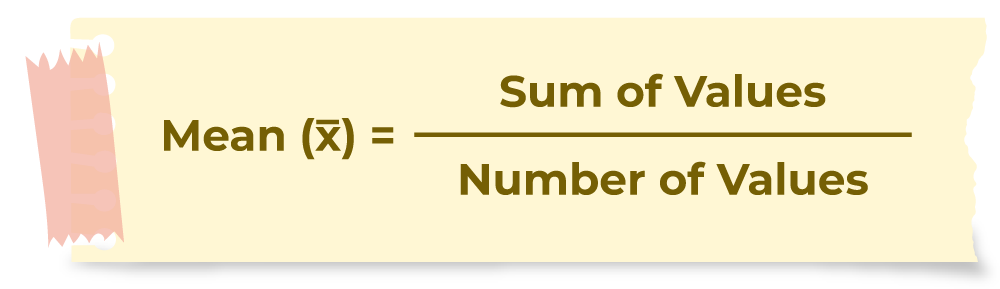 Mean (x̅) = Sum of Values
Number of Values